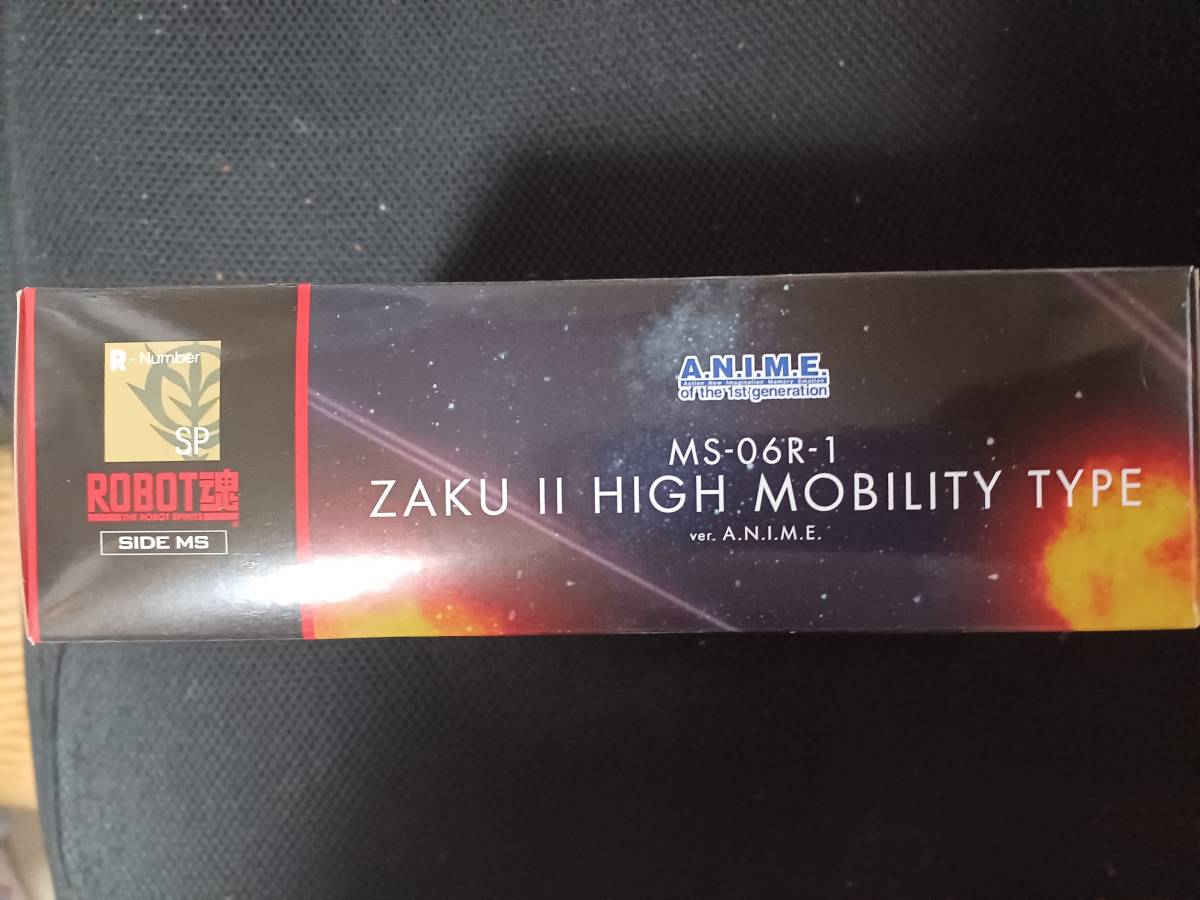 R-Number
SP
ROBOT魂
THE ROBOT SPIRITS
SIDE MS
A.N.I.M.E.
Action New Imagination Memory Emotion
of the 1st generation
MS-06R-1
ZAKU II HIGH MOBILITY TYPE
ver. A.N.I.M.E.